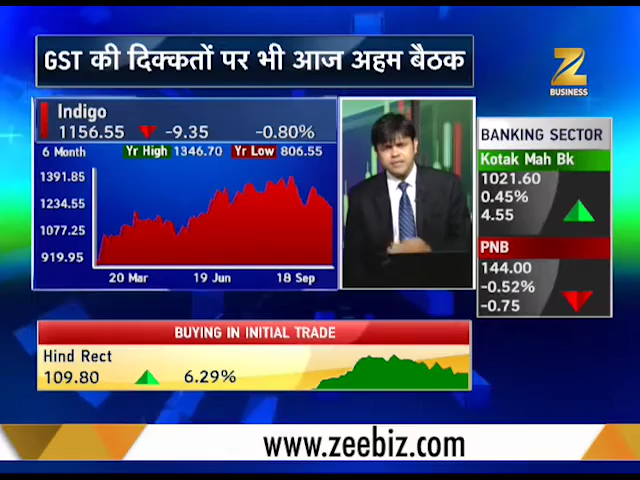 GST की दिक्कतों पर भी आज अहम बैठक
Z
BUSINESS
Indigo
1156.55 -9.35 -0.80%
6 Month Yr High 1346.70 Yr Low 806.55
1391.85
1234.55
1077.25
919.95
20 Mar 19 Jun 18 Sep
BANKING SECTOR
Kotak Mah Bk
1021.60
0.45%
4.55
PNB
144.00
-0.52%
-0.75
BUYING IN INITIAL TRADE
Hind Rect
109.80 6.29%
www.zeebiz.com